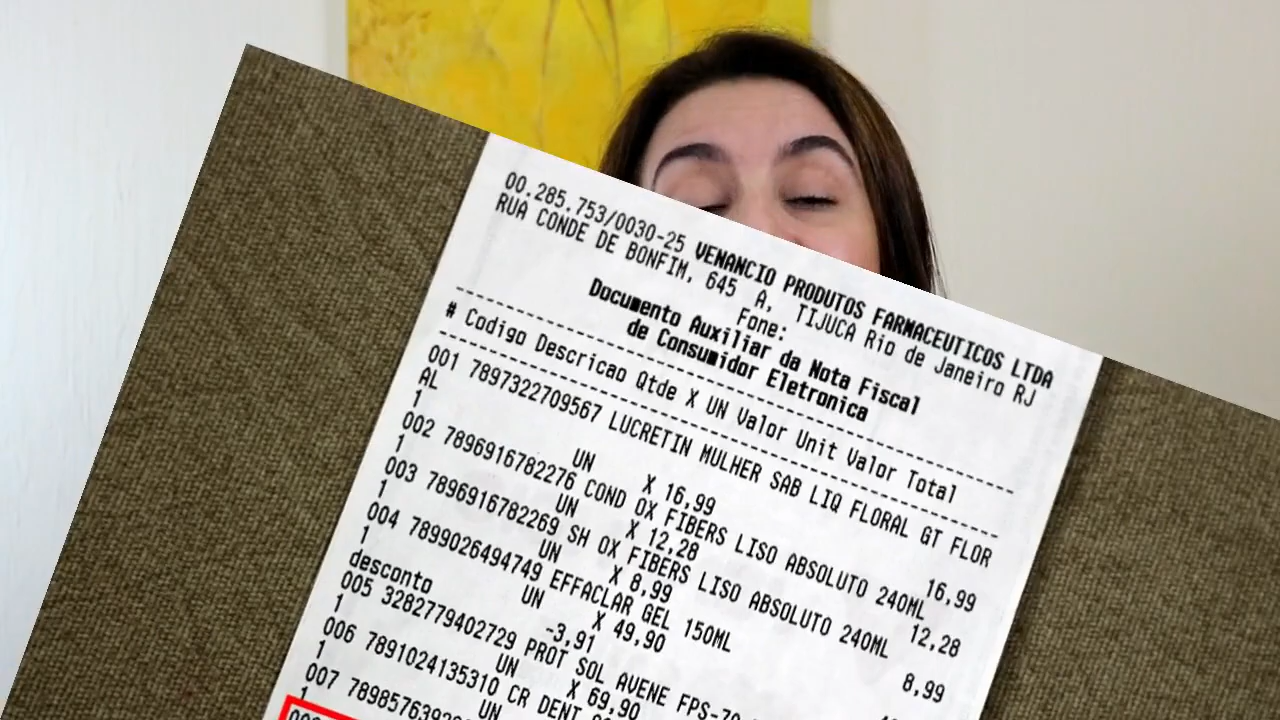 00.285.753/0030-25 VENANCIO PRODUTOS FARMACEUTICOS LTDA
RUA CONDE DE BONFIM, 645 A, TIJUCA Rio de Janeiro RJ
Fone:
Documento Auxiliar da Nota Fiscal
de Consumidor Eletronica
# Codigo Descricao Qtde X UN Valor Unit Valor Total
001 7897322709567 LUCRETIN MULHER SAB LIQ FLORAL GT FLOR
AL
1 UN X 16,99 16,99
002 7896916782276 COND OX FIBERS LISO ABSOLUTO 240ML
1 UN X 12,28 12,28
003 7896916782269 SH OX FIBERS LISO ABSOLUTO 240ML
1 UN X 8,99 8,99
004 7899026494749 EFFACLAR GEL 150ML
1 UN X 49,90
desconto -3,91
005 3282779402729 PROT SOL AVENE FPS-70
1 UN X 69,90
006 7891024135310 CR DENT
1 UN
007
1